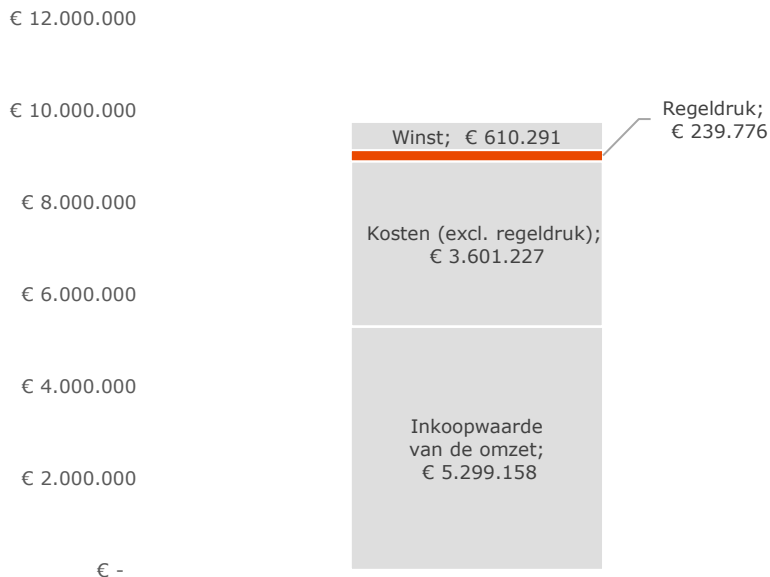 € 12.000.000
€ 10.000.000
Regeldruk;
€ 239.776
Winst; € 610.291
€ 8.000.000
Kosten (excl. regeldruk);
€ 3.601.227
€ 6.000.000
€ 4.000.000
Inkoopwaarde
van de omzet;
€ 5.299.158
€ 2.000.000
€ -